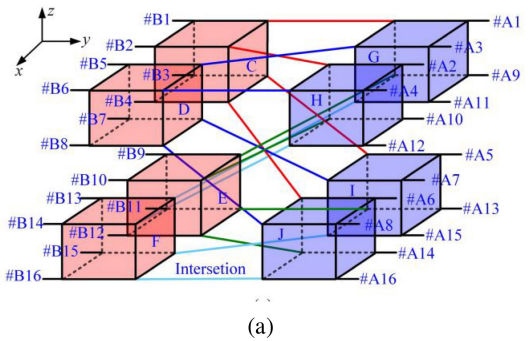 z
y
x
#B1
#B2
#B5
#B3
#B6
#B4
#B7
#B8
#B9
#B10
#B13
#B11
#B14
#B12
#B15
#B16
C
D
E
F
G
H
I
J
#A1
#A3
#A2
#A9
#A4
#A11
#A10
#A12
#A5
#A7
#A6
#A13
#A8
#A15
#A14
#A16
Intersetion
(a)